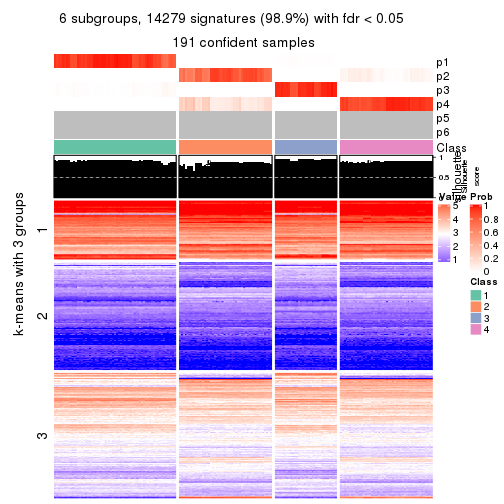 6 subgroups, 14279 signatures (98.9%) with fdr < 0.05
191 confident samples
p1
p2
p3
p4
p5
p6
Class
1
0.5
0
Silhouette
score
k-means with 3 groups
1
2
3
Value
5
4
3
2
1
Prob
1
0.8
0.6
0.4
0.2
0
Class
1
2
3
4